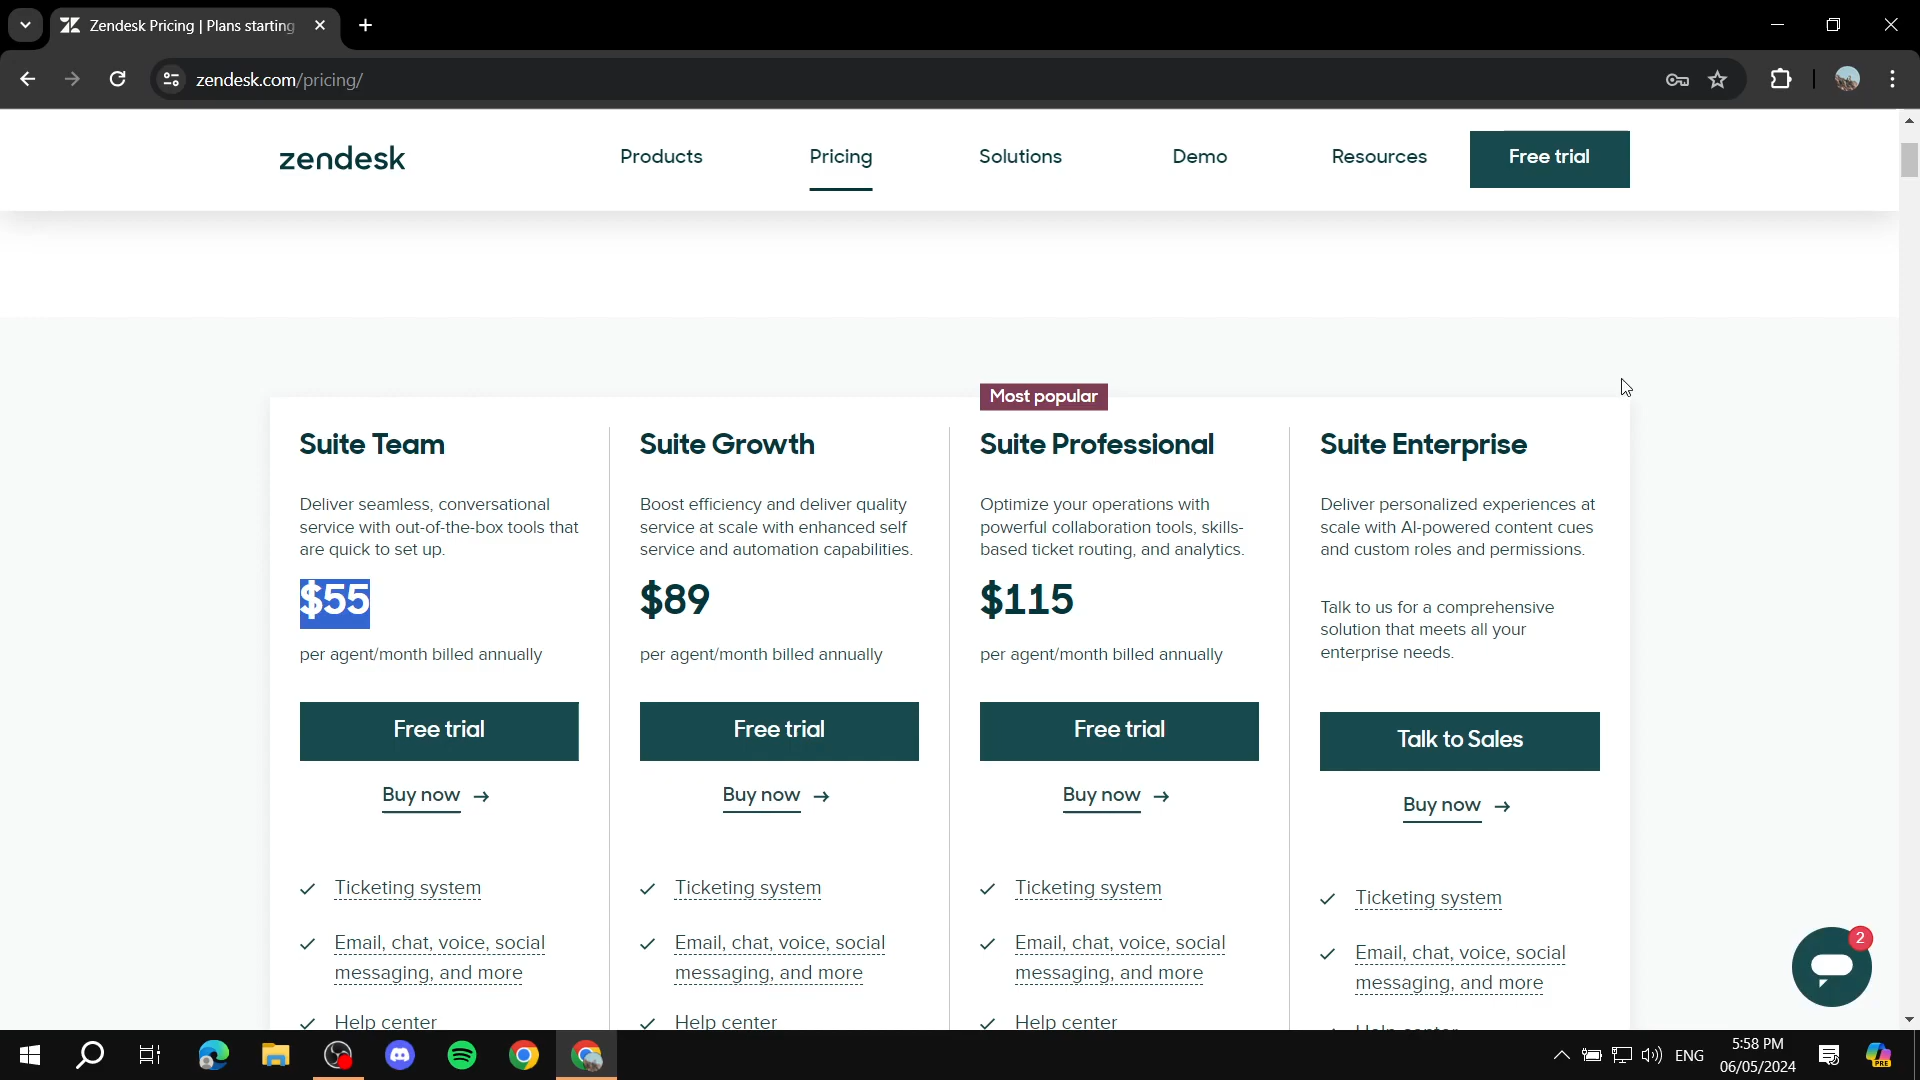 Zendesk Pricing | Plans starting
zendesk.com/pricing/
zendesk
Products
Pricing
Solutions
Demo
Resources
Free trial
Most popular
Suite Team
Deliver seamless, conversational
service with out-of-the-box tools that
are quick to set up.
$55
per agent/month billed annually
Free trial
Buy now →
Ticketing system
Email, chat, voice, social
messaging, and more
Help center
Suite Growth
Boost efficiency and deliver quality
service at scale with enhanced self
service and automation capabilities.
$89
per agent/month billed annually
Free trial
Buy now →
Ticketing system
Email, chat, voice, social
messaging, and more
Help center
Suite Professional
Optimize your operations with
powerful collaboration tools, skills-
based ticket routing, and analytics.
$115
per agent/month billed annually
Free trial
Buy now →
Ticketing system
Email, chat, voice, social
messaging, and more
Help center
Suite Enterprise
Deliver personalized experiences at
scale with AI-powered content cues
and custom roles and permissions.
Talk to us for a comprehensive
solution that meets all your
enterprise needs.
Talk to Sales
Buy now →
Ticketing system
Email, chat, voice, social
messaging, and more
2
ENG
5:58 PM
06/05/2024
PRE